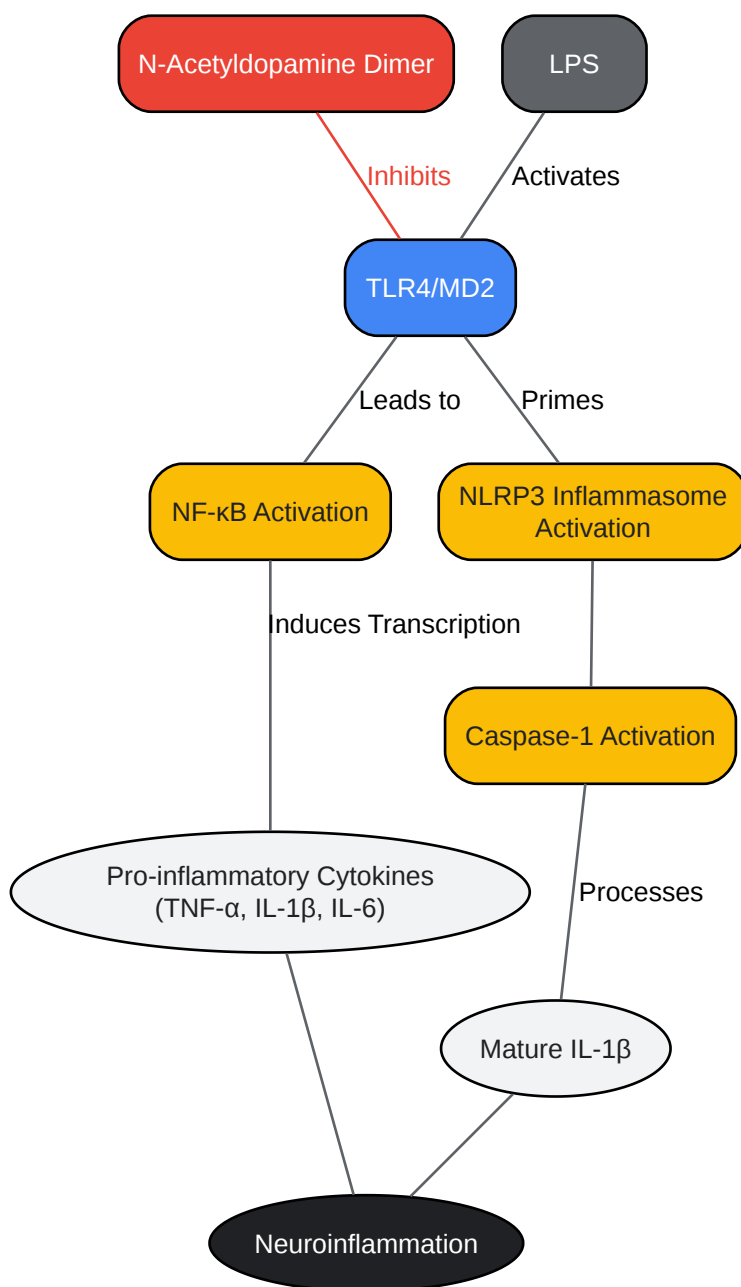 N-Acetyldopamine Dimer
LPS
Inhibits
Activates
TLR4/MD2
Leads to
Primes
NF-κB Activation
NLRP3 Inflammasome
Activation
Induces Transcription
Caspase-1 Activation
Pro-inflammatory Cytokines
(TNF-α, IL-1β, IL-6)
Processes
Mature IL-1β
Neuroinflammation